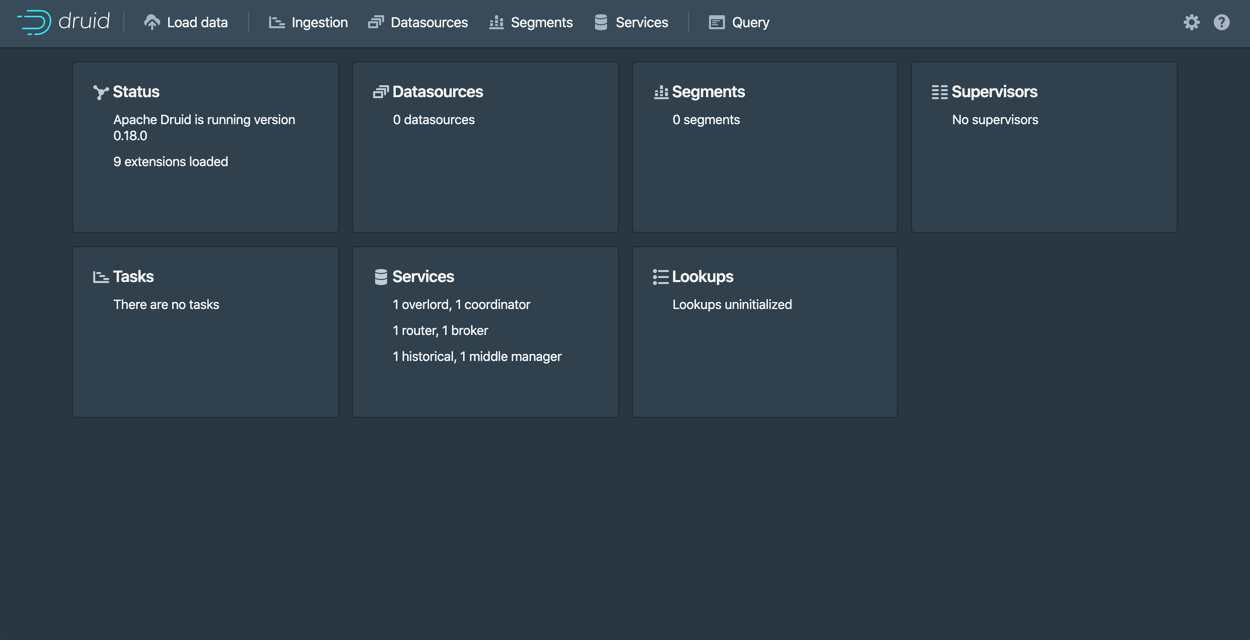 druid
Load data
Ingestion
Datasources
Segments
Services
Query
Status
Apache Druid is running version
0.18.0
9 extensions loaded
Datasources
0 datasources
Segments
0 segments
Supervisors
No supervisors
Tasks
There are no tasks
Services
1 overlord, 1 coordinator
1 router, 1 broker
1 historical, 1 middle manager
Lookups
Lookups uninitialized